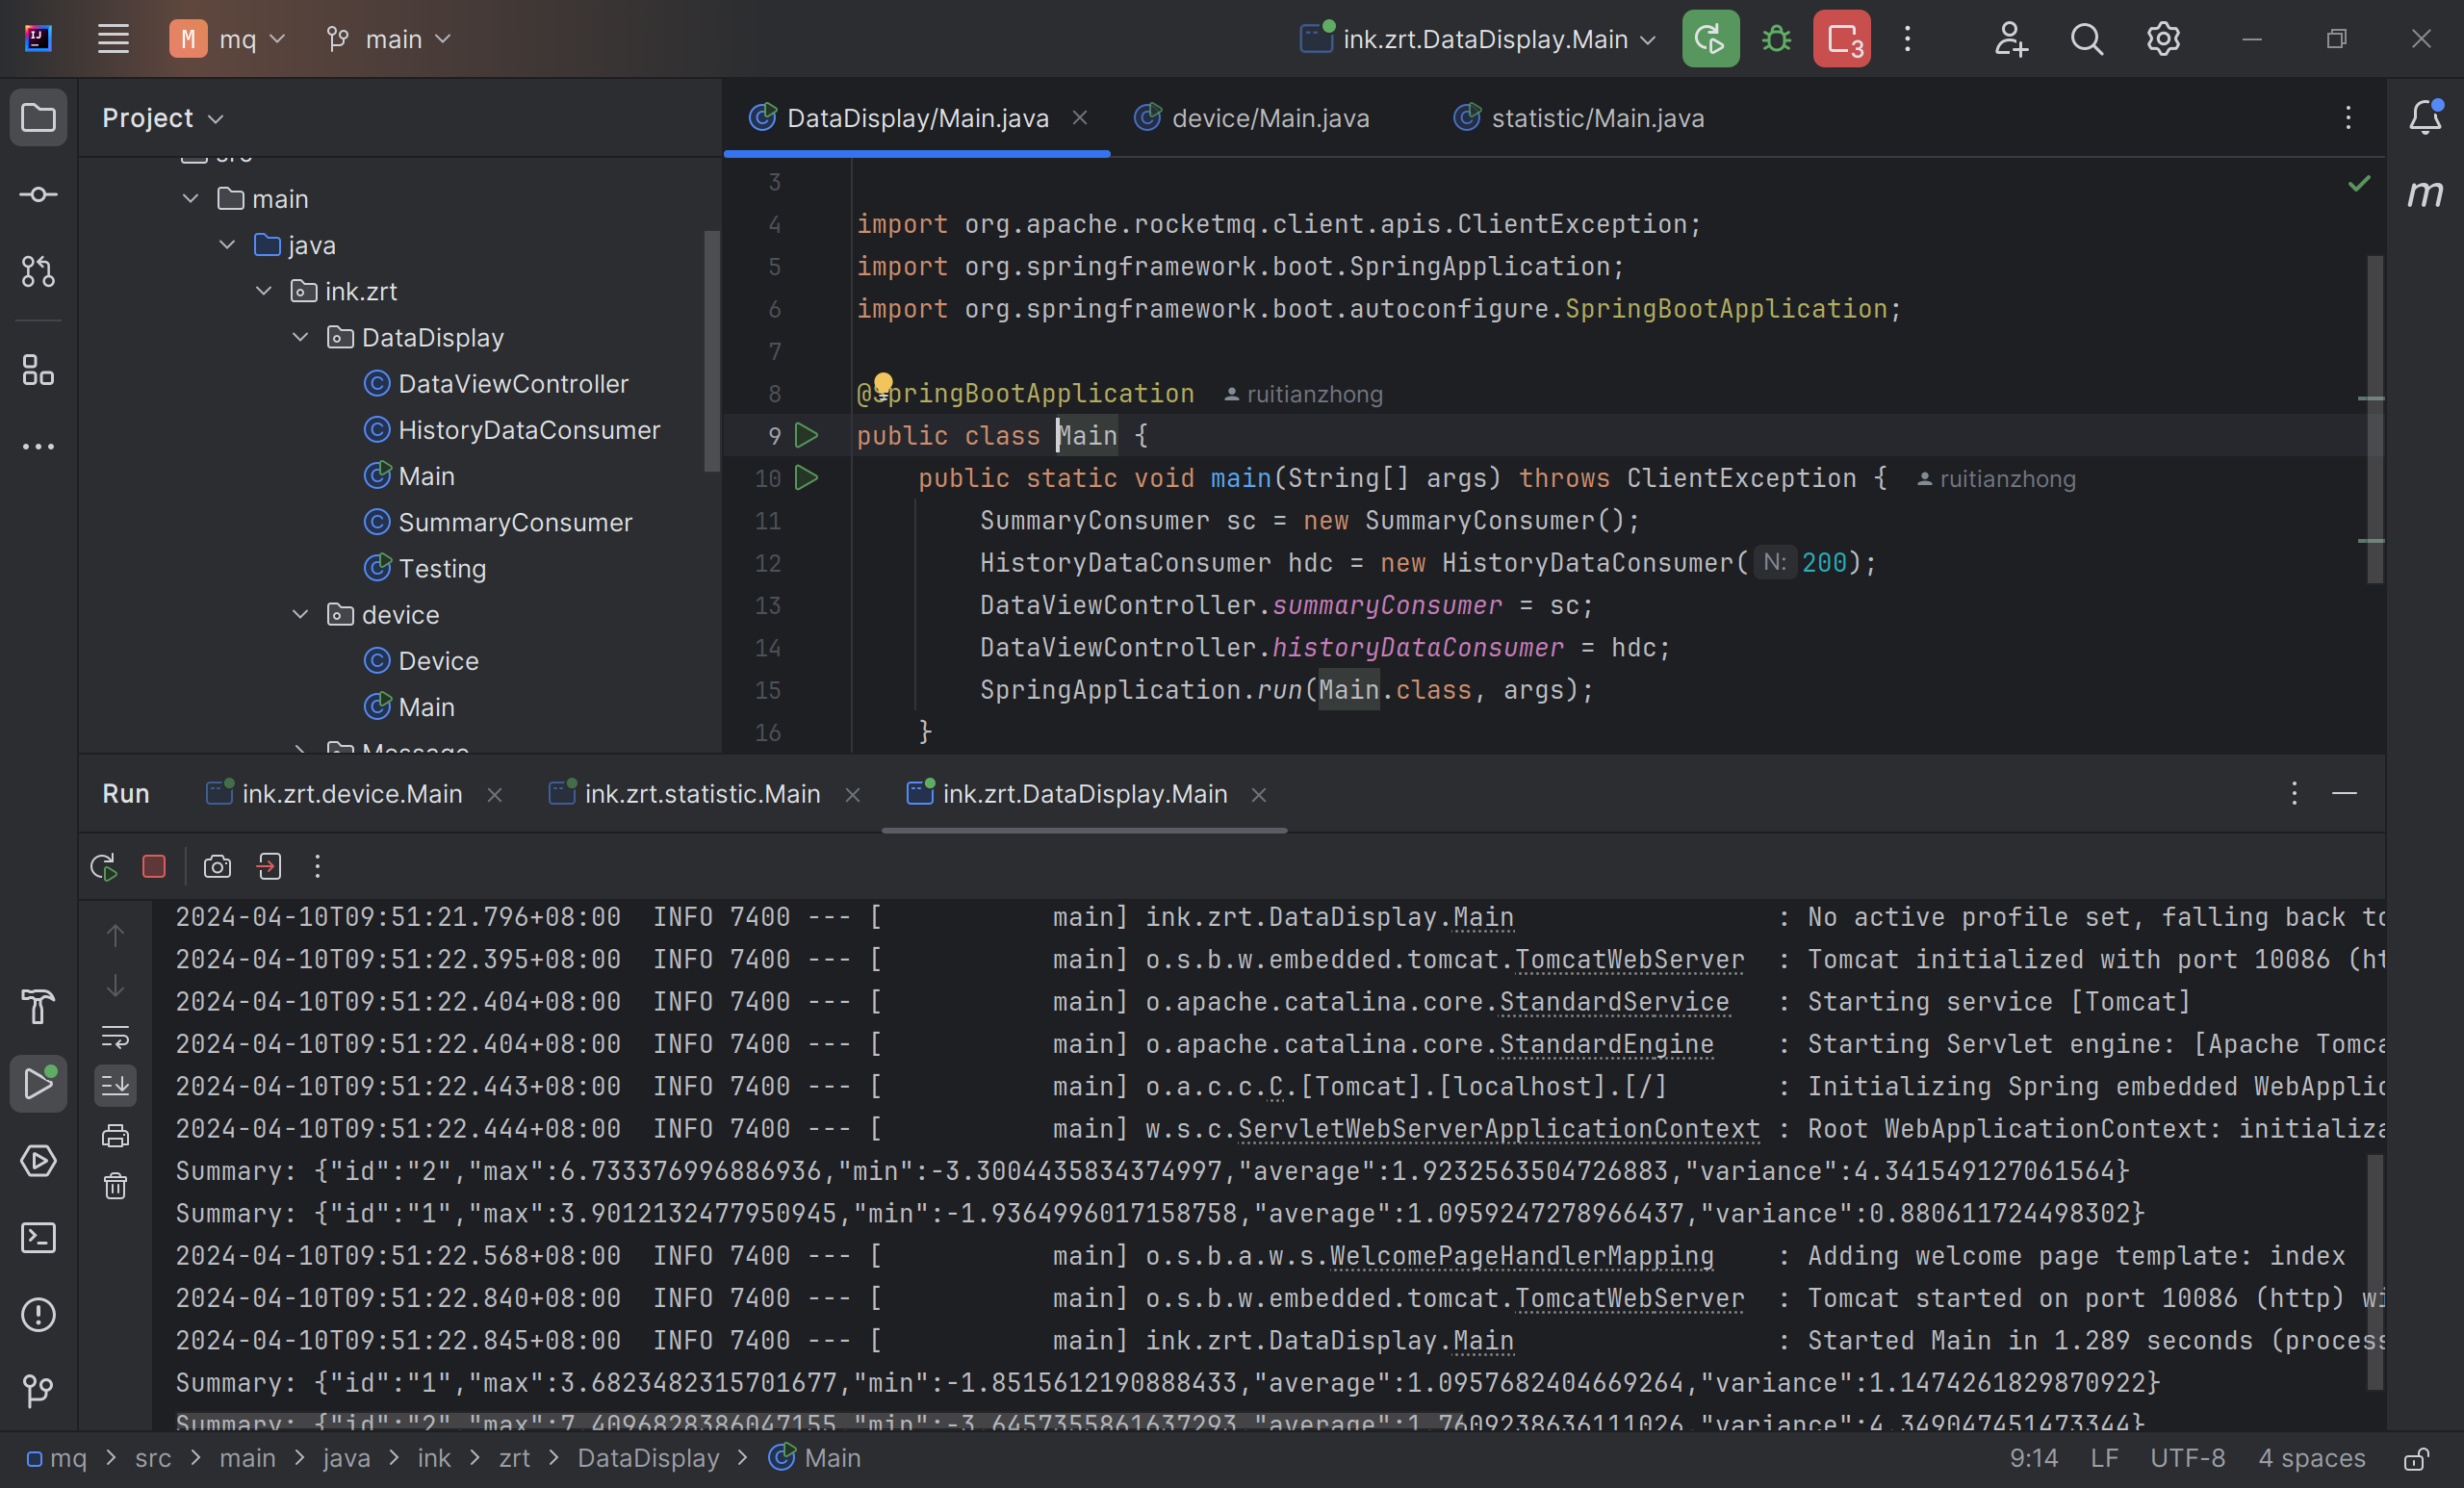 M mq main ink.zrt.DataDisplay.Main 3
Project
src
main
java
ink.zrt
DataDisplay
DataViewController
HistoryDataConsumer
Main
SummaryConsumer
Testing
device
Device
Main
Message
DataDisplay/Main.java device/Main.java statistic/Main.java
m
3
4 import org.apache.rocketmq.client.apis.ClientException;
5 import org.springframework.boot.SpringApplication;
6 import org.springframework.boot.autoconfigure.SpringBootApplication;
7
8 @SpringBootApplication ruitianzhong
9 public class Main {
10 public static void main(String[] args) throws ClientException { ruitianzhong
11 SummaryConsumer sc = new SummaryConsumer();
12 HistoryDataConsumer hdc = new HistoryDataConsumer( N: 200);
13 DataViewController.summaryConsumer = sc;
14 DataViewController.historyDataConsumer = hdc;
15 SpringApplication.run(Main.class, args);
16 }
Run ink.zrt.device.Main ink.zrt.statistic.Main ink.zrt.DataDisplay.Main
2024-04-10T09:51:21.796+08:00 INFO 7400 --- [ main] ink.zrt.DataDisplay.Main : No active profile set, falling back to
2024-04-10T09:51:22.395+08:00 INFO 7400 --- [ main] o.s.b.w.embedded.tomcat.TomcatWebServer : Tomcat initialized with port 10086 (ht
2024-04-10T09:51:22.404+08:00 INFO 7400 --- [ main] o.apache.catalina.core.StandardService : Starting service [Tomcat]
2024-04-10T09:51:22.404+08:00 INFO 7400 --- [ main] o.apache.catalina.core.StandardEngine : Starting Servlet engine: [Apache Tomca
2024-04-10T09:51:22.443+08:00 INFO 7400 --- [ main] o.a.c.c.C.[Tomcat].[localhost].[/] : Initializing Spring embedded WebApplic
2024-04-10T09:51:22.444+08:00 INFO 7400 --- [ main] w.s.c.ServletWebServerApplicationContext : Root WebApplicationContext: initializa
Summary: {"id":"2","max":6.733376996886936,"min":-3.3004435834374997,"average":1.9232563504726883,"variance":4.341549127061564}
Summary: {"id":"1","max":3.9012132477950945,"min":-1.9364996017158758,"average":1.0959247278966437,"variance":0.880611724498302}
2024-04-10T09:51:22.568+08:00 INFO 7400 --- [ main] o.s.b.a.w.s.WelcomePageHandlerMapping : Adding welcome page template: index
2024-04-10T09:51:22.840+08:00 INFO 7400 --- [ main] o.s.b.w.embedded.tomcat.TomcatWebServer : Tomcat started on port 10086 (http) wi
2024-04-10T09:51:22.845+08:00 INFO 7400 --- [ main] ink.zrt.DataDisplay.Main : Started Main in 1.289 seconds (process
Summary: {"id":"1","max":3.6823482315701677,"min":-1.8515612190888433,"average":1.0957682404669264,"variance":1.1474261829870922}
Summary: {"id":"2","max":7.4096828386047155,"min":-3.6457355861637293,"average":1.7609238636111026,"variance":4.349047451473344}
mq > src > main > java > ink > zrt > DataDisplay > Main 9:14 LF UTF-8 4 spaces